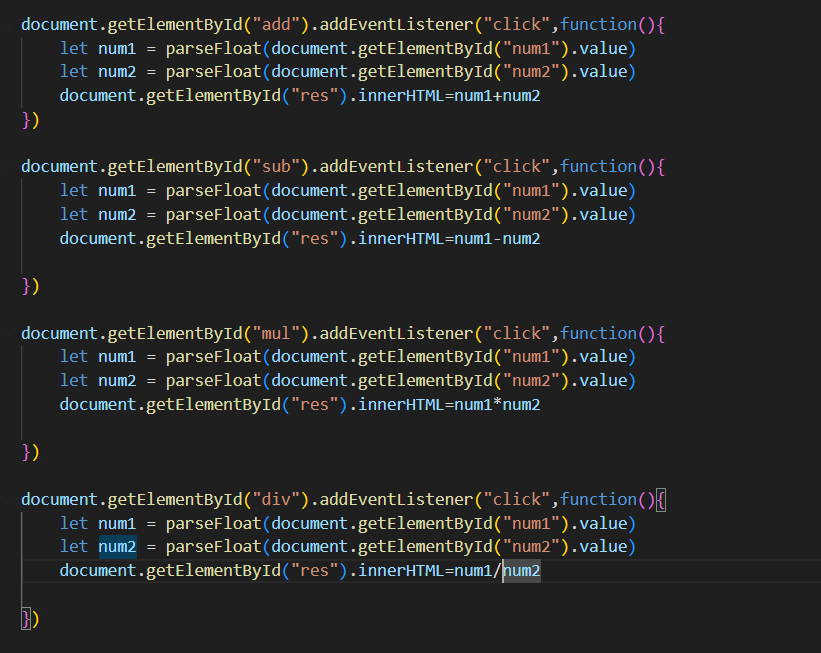 document.getElementById("add").addEventListener("click",function(){
    let num1 = parseFloat(document.getElementById("num1").value)
    let num2 = parseFloat(document.getElementById("num2").value)
    document.getElementById("res").innerHTML=num1+num2
})

document.getElementById("sub").addEventListener("click",function(){
    let num1 = parseFloat(document.getElementById("num1").value)
    let num2 = parseFloat(document.getElementById("num2").value)
    document.getElementById("res").innerHTML=num1-num2

})

document.getElementById("mul").addEventListener("click",function(){
    let num1 = parseFloat(document.getElementById("num1").value)
    let num2 = parseFloat(document.getElementById("num2").value)
    document.getElementById("res").innerHTML=num1*num2

})

document.getElementById("div").addEventListener("click",function(){
    let num1 = parseFloat(document.getElementById("num1").value)
    let num2 = parseFloat(document.getElementById("num2").value)
    document.getElementById("res").innerHTML=num1/num2

})